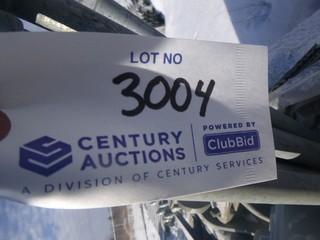 LOT NO
3004
CENTURY AUCTIONS
POWERED BY
ClubBid
A DIVISION OF CENTURY SERVICES